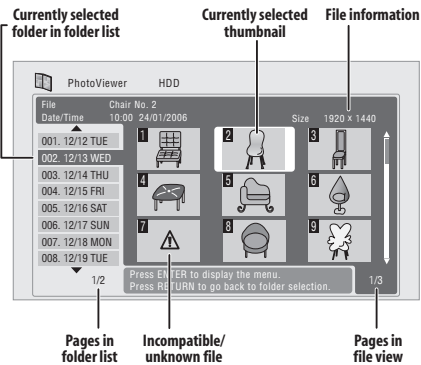 Currently selected
folder in folder list
Currently selected
thumbnail
File information
PhotoViewer HDD
File Chair No. 2
Date/Time 10:00 24/01/2006 Size 1920 × 1440
001. 12/12 TUE
002. 12/13 WED
003. 12/14 THU
004. 12/15 FRI
005. 12/16 SAT
006. 12/17 SUN
007. 12/18 MON
008. 12/19 TUE
1/2
1 2 3
4 5 6
7 8 9
Press ENTER to display the menu.
Press RETURN to go back to folder selection.
1/3
Pages in
folder list
Incompatible/
unknown file
Pages in
file view